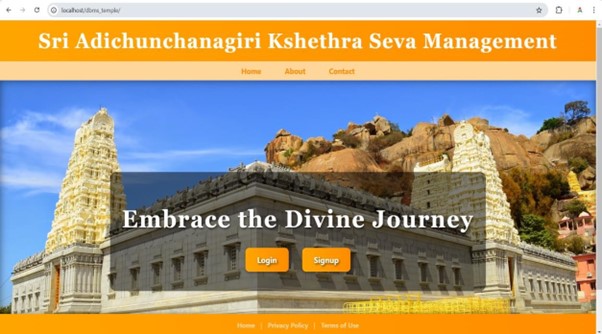 localhost/dbms_temple/
Sri Adichunchanagiri Kshethra Seva Management
Home About Contact
Embrace the Divine Journey
Login Signup
Home | Privacy Policy | Terms of Use